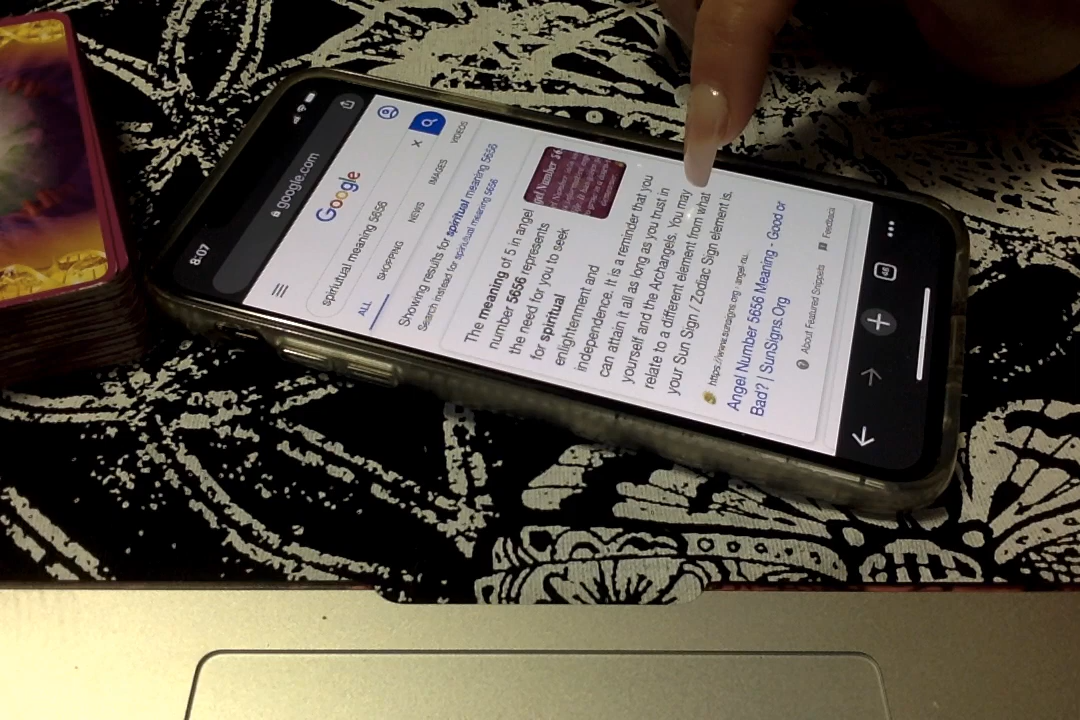 8:07
google.com
Google
spiriutual meaning 5656
ALL
SHOPPING
NEWS
IMAGES
VIDEOS
Showing results for spiritual meaning 5656
Search instead for spiriutual meaning 5656
The meaning of 5 in angel
number 5656 represents
the need for you to seek
for spiritual
enlightenment and
independence. It is a reminder that you
can attain it all as long as you trust in
yourself and the Archangels. You may
relate to a different element from what
your Sun Sign / Zodiac Sign element is.
gel Number 56
https://www.sunsigns.org › angel-nu..
Angel Number 5656 Meaning - Good or
Bad? | SunSigns.Org
About Featured Snippets
Feedback